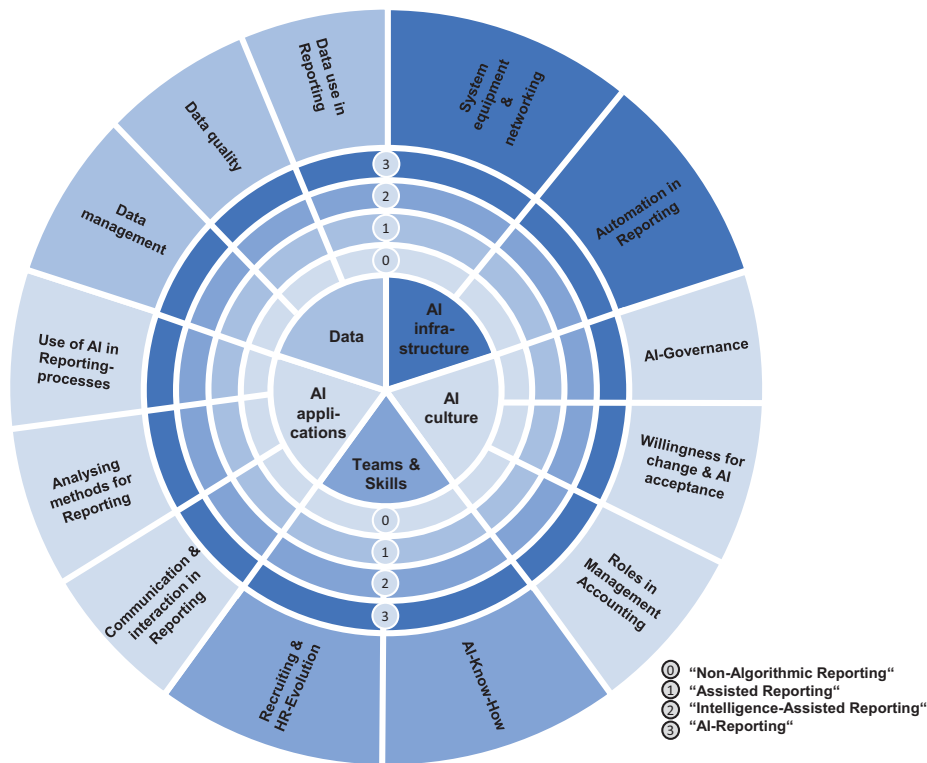 Data use in
Reporting
System
equipment
&
networking
Data quality
Automation in
Reporting
Data
management
3
2
1
0
AI
infra-
structure
Data
Use of AI in
Reporting-
processes
AI-Governance
AI
appli-
cations
AI
culture
Teams &
Skills
Analysing
methods for
Reporting
Willingness for
change & AI
acceptance
0
1
2
3
Communication &
interaction in
Reporting
Roles in
Management
Accounting
Recruiting &
HR-Evolution
AI-Know-How
0 “Non-Algorithmic Reporting“
1 “Assisted Reporting“
2 “Intelligence-Assisted Reporting“
3 “AI-Reporting“